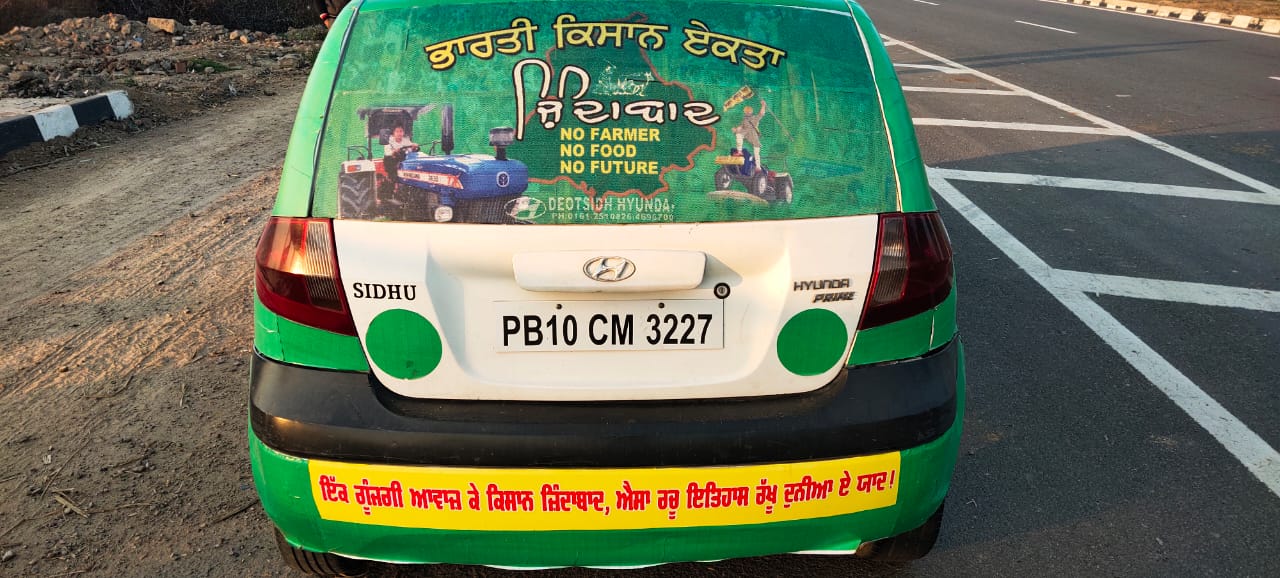 ਭਾਰਤੀ ਕਿਸਾਨ ਏਕਤਾ
ਜ਼ਿੰਦਾਬਾਦ
NO FARMER
NO FOOD
NO FUTURE
DEOTSIDH HYUNDAI
SIDHU
HYUNDAI
PRIME
PB10 CM 3227
ਇੱਕ ਗੂੰਜਗੀ ਆਵਾਜ਼ ਕੇ ਕਿਸਾਨ ਜ਼ਿੰਦਾਬਾਦ, ਐਸਾ ਰਚੂ ਇਤਿਹਾਸ ਰੱਖੂ ਦੁਨੀਆ ਏ ਯਾਦ!